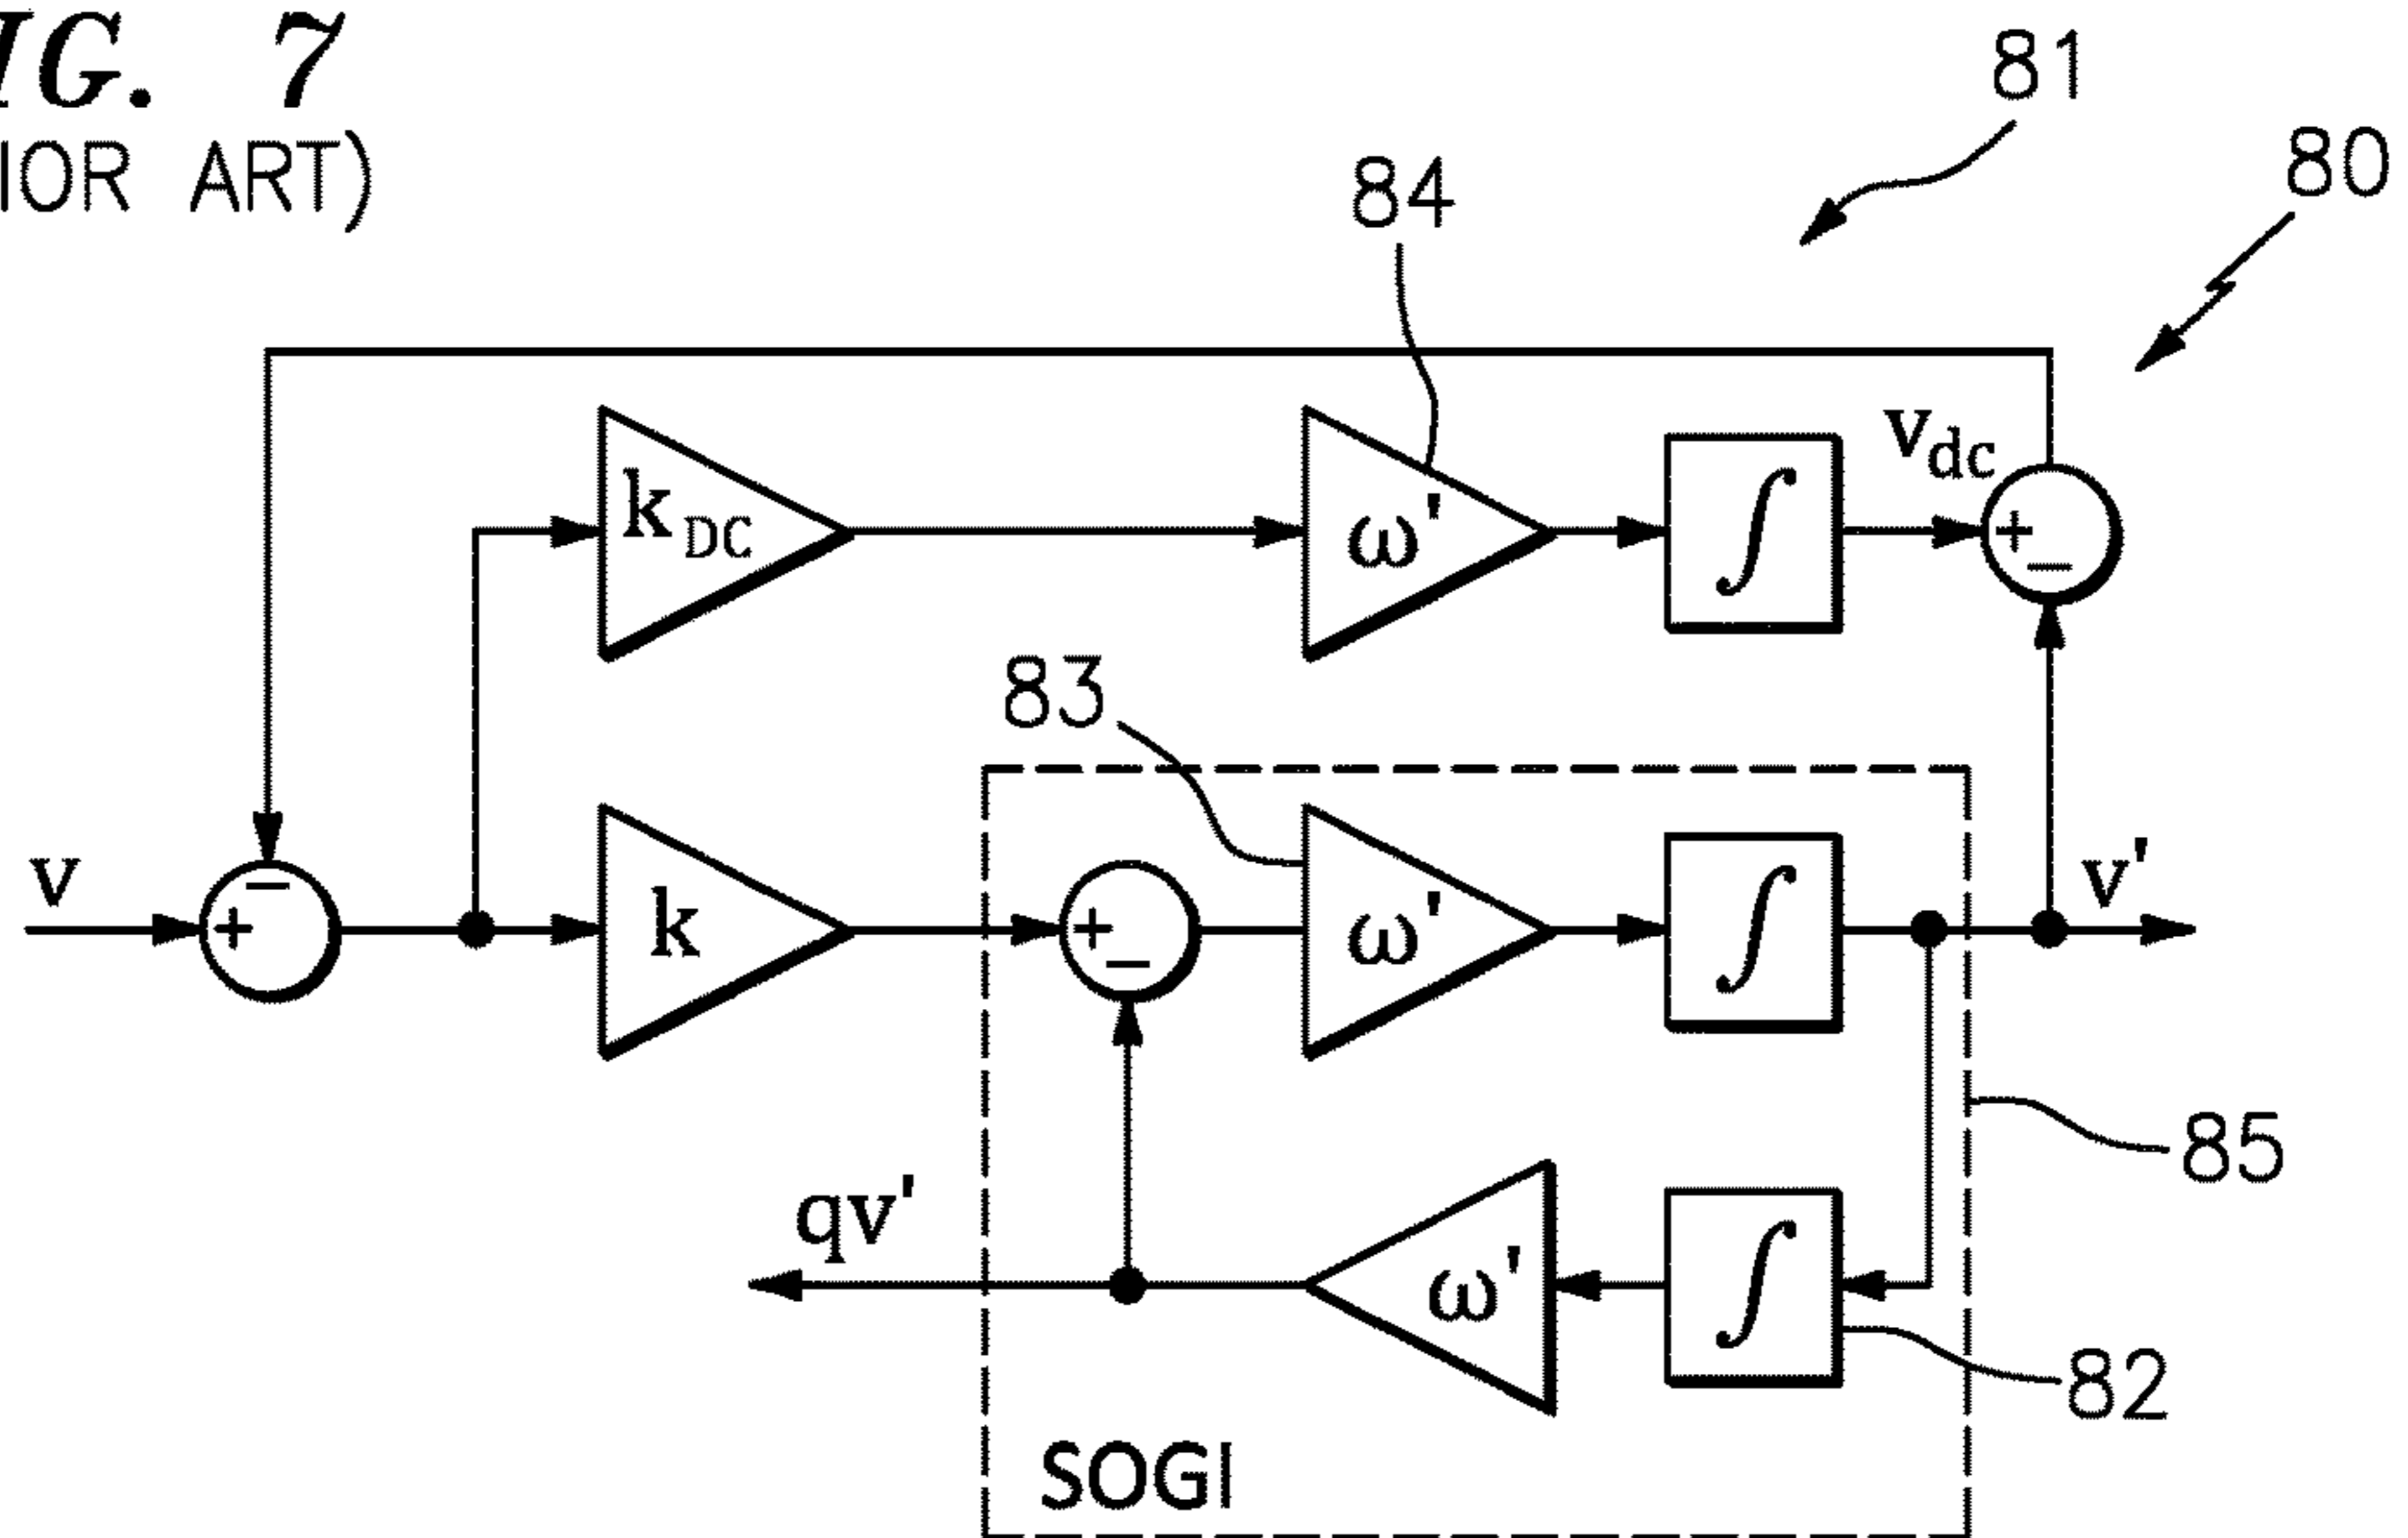 IG. 7
IOR ART)
81
80
84
k DC
ω'
∫
vdc
+
−
83
v
−
+
k
+
−
ω'
∫
v'
85
qv'
ω'
∫
82
SOGI